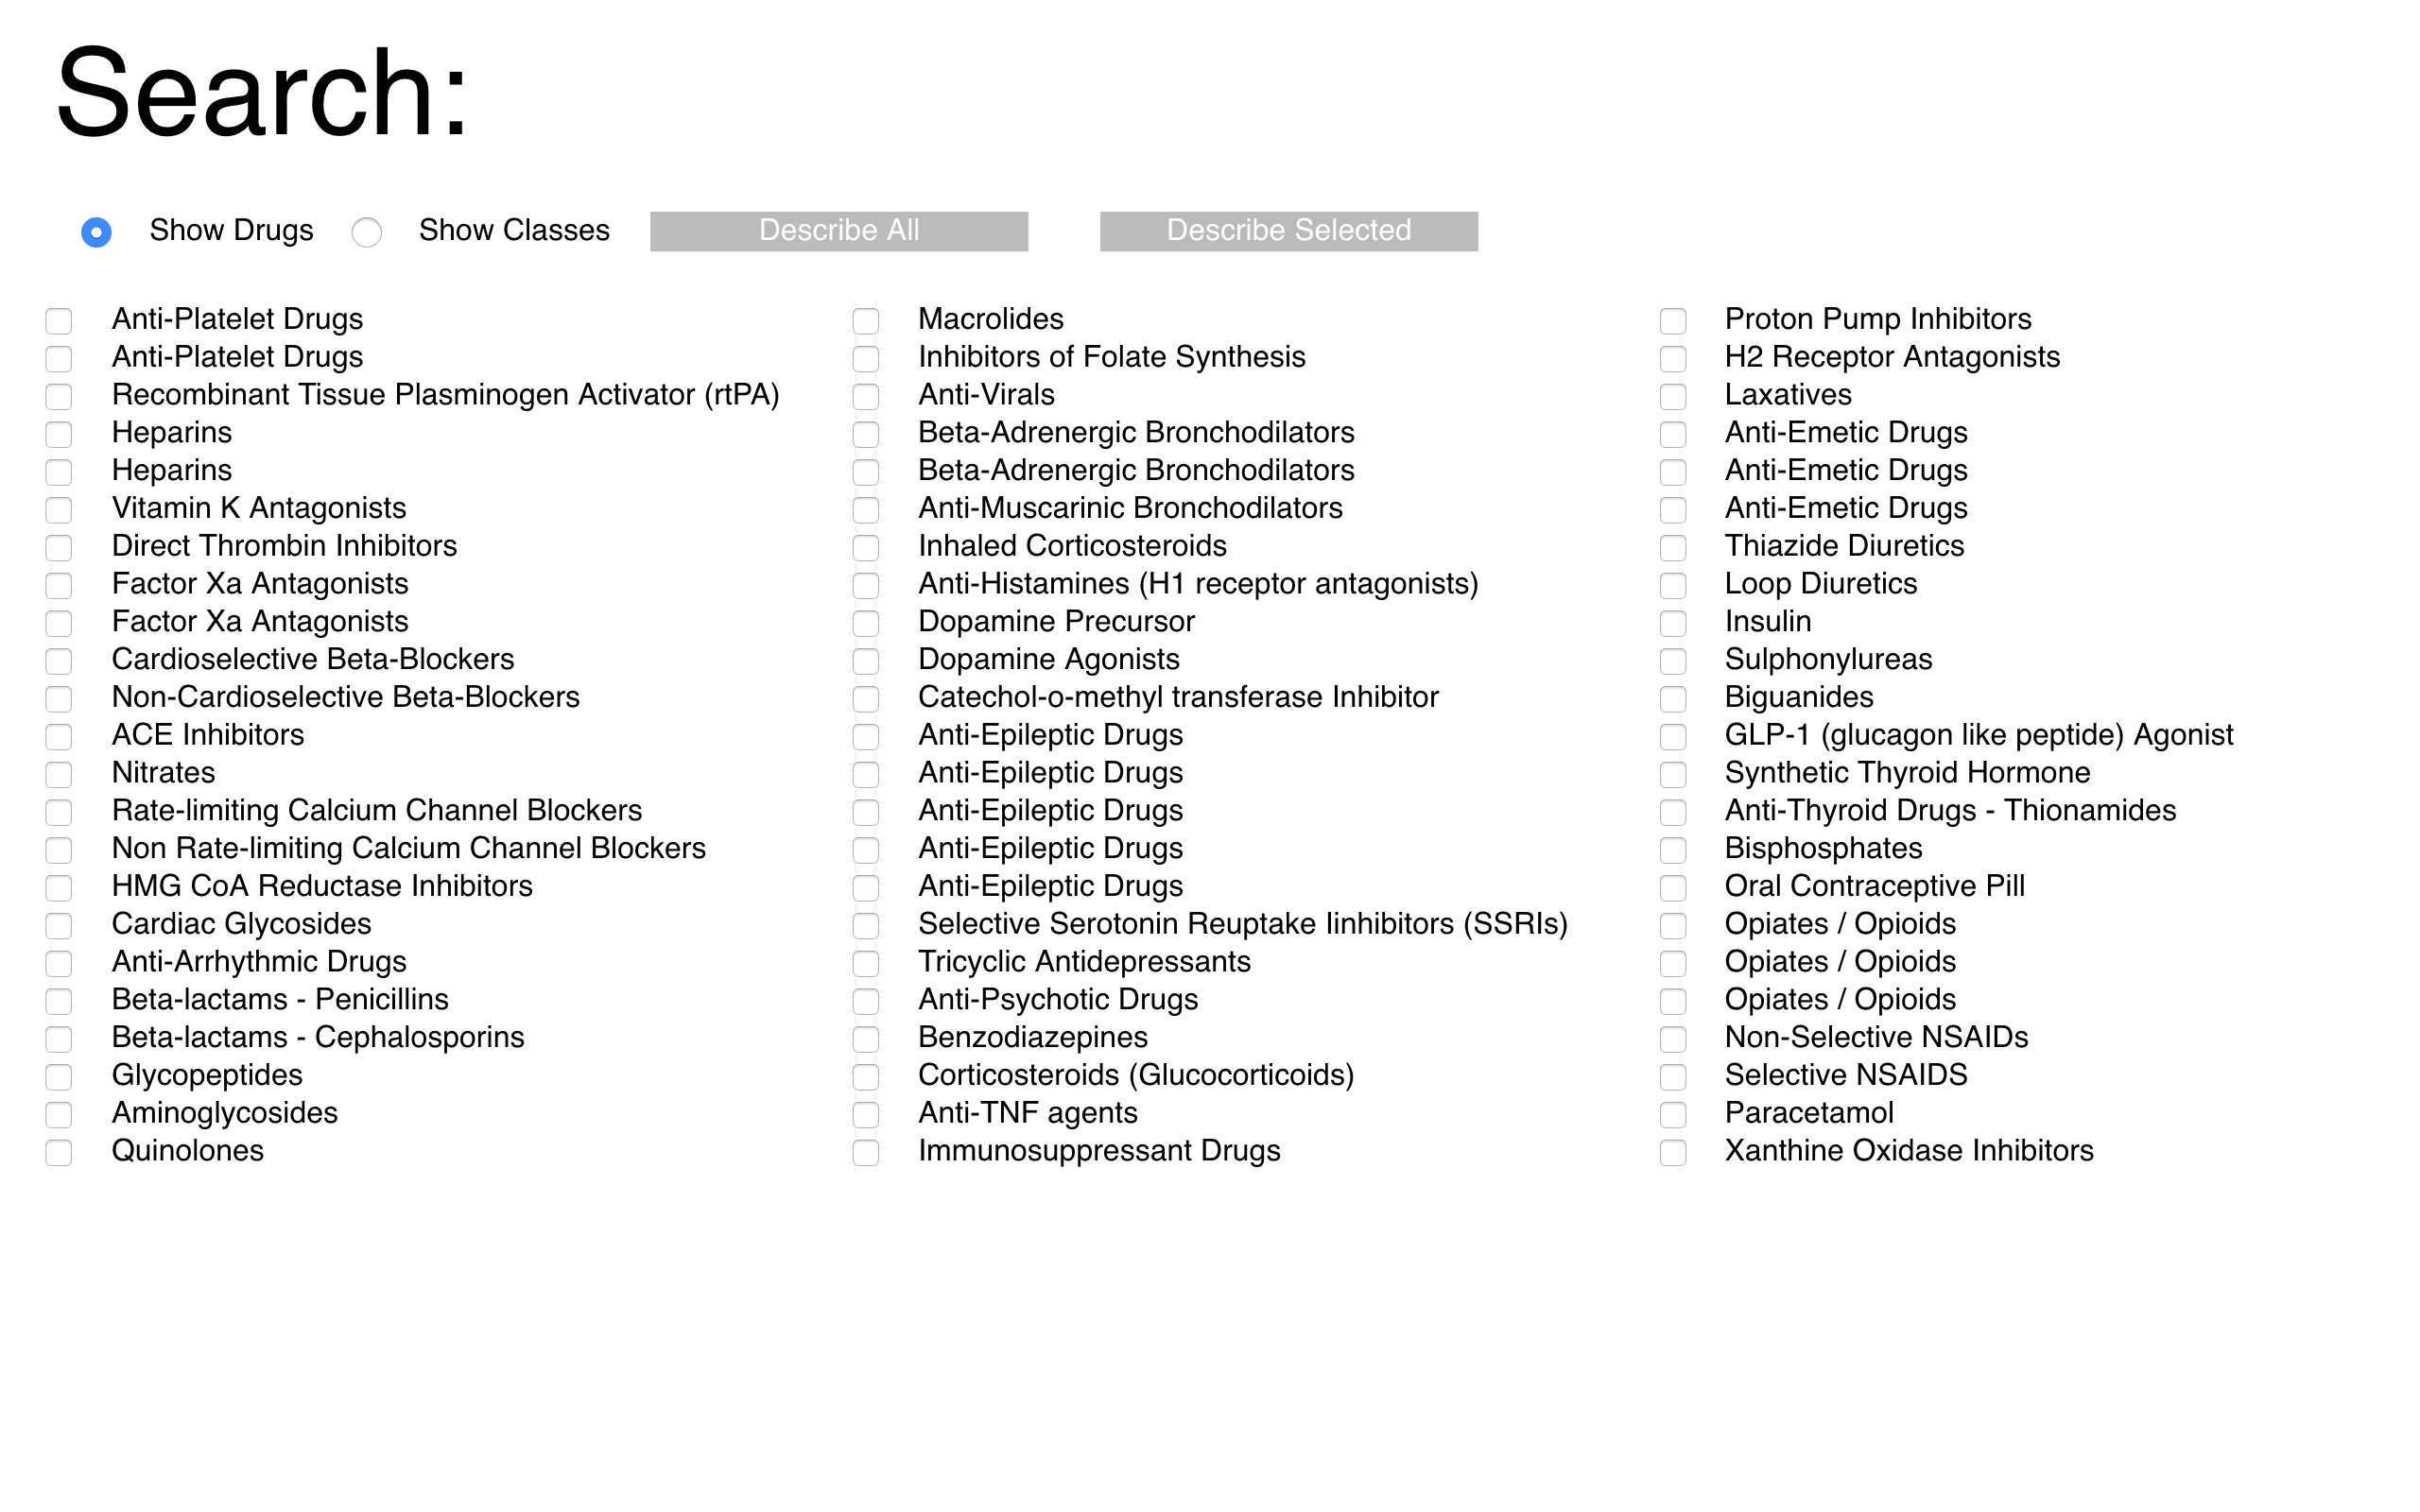 Search:
Show Drugs Show Classes Describe All Describe Selected
Anti-Platelet Drugs
Anti-Platelet Drugs
Recombinant Tissue Plasminogen Activator (rtPA)
Heparins
Heparins
Vitamin K Antagonists
Direct Thrombin Inhibitors
Factor Xa Antagonists
Factor Xa Antagonists
Cardioselective Beta-Blockers
Non-Cardioselective Beta-Blockers
ACE Inhibitors
Nitrates
Rate-limiting Calcium Channel Blockers
Non Rate-limiting Calcium Channel Blockers
HMG CoA Reductase Inhibitors
Cardiac Glycosides
Anti-Arrhythmic Drugs
Beta-lactams - Penicillins
Beta-lactams - Cephalosporins
Glycopeptides
Aminoglycosides
Quinolones
Macrolides
Inhibitors of Folate Synthesis
Anti-Virals
Beta-Adrenergic Bronchodilators
Beta-Adrenergic Bronchodilators
Anti-Muscarinic Bronchodilators
Inhaled Corticosteroids
Anti-Histamines (H1 receptor antagonists)
Dopamine Precursor
Dopamine Agonists
Catechol-o-methyl transferase Inhibitor
Anti-Epileptic Drugs
Anti-Epileptic Drugs
Anti-Epileptic Drugs
Anti-Epileptic Drugs
Anti-Epileptic Drugs
Selective Serotonin Reuptake Iinhibitors (SSRIs)
Tricyclic Antidepressants
Anti-Psychotic Drugs
Benzodiazepines
Corticosteroids (Glucocorticoids)
Anti-TNF agents
Immunosuppressant Drugs
Proton Pump Inhibitors
H2 Receptor Antagonists
Laxatives
Anti-Emetic Drugs
Anti-Emetic Drugs
Anti-Emetic Drugs
Thiazide Diuretics
Loop Diuretics
Insulin
Sulphonylureas
Biguanides
GLP-1 (glucagon like peptide) Agonist
Synthetic Thyroid Hormone
Anti-Thyroid Drugs - Thionamides
Bisphosphates
Oral Contraceptive Pill
Opiates / Opioids
Opiates / Opioids
Opiates / Opioids
Non-Selective NSAIDs
Selective NSAIDS
Paracetamol
Xanthine Oxidase Inhibitors